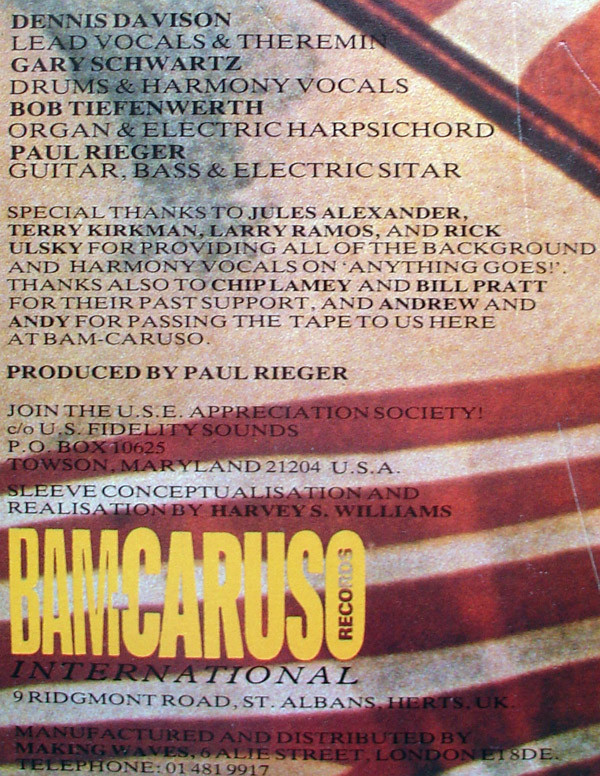 DENNIS DAVISON
LEAD VOCALS & THEREMIN
GARY SCHWARTZ
DRUMS & HARMONY VOCALS
BOB TIEFENWERTH
ORGAN & ELECTRIC HARPSICHORD
PAUL RIEGER
GUITAR, BASS & ELECTRIC SITAR
SPECIAL THANKS TO JULES ALEXANDER,
TERRY KIRKMAN, LARRY RAMOS, AND RICK
ULSKY FOR PROVIDING ALL OF THE BACKGROUND
AND HARMONY VOCALS ON 'ANYTHING GOES!'.
THANKS ALSO TO CHIP LAMEY AND BILL PRATT
FOR THEIR PAST SUPPORT, AND ANDREW AND
ANDY FOR PASSING THE TAPE TO US HERE
AT BAM-CARUSO.
PRODUCED BY PAUL RIEGER
JOIN THE U.S.E. APPRECIATION SOCIETY!
c/o U.S. FIDELITY SOUNDS
P.O. BOX 10625
TOWSON, MARYLAND 21204 U.S.A.
SLEEVE CONCEPTUALISATION AND
REALISATION BY HARVEY S. WILLIAMS
BAM-CARUSO
RECORDS
INTERNATIONAL
9 RIDGMONT ROAD, ST. ALBANS, HERTS, UK.
MANUFACTURED AND DISTRIBUTED BY
MAKING WAVES, 6 ALIE STREET, LONDON E1 8DE.
TELEPHONE: 01 481 9917